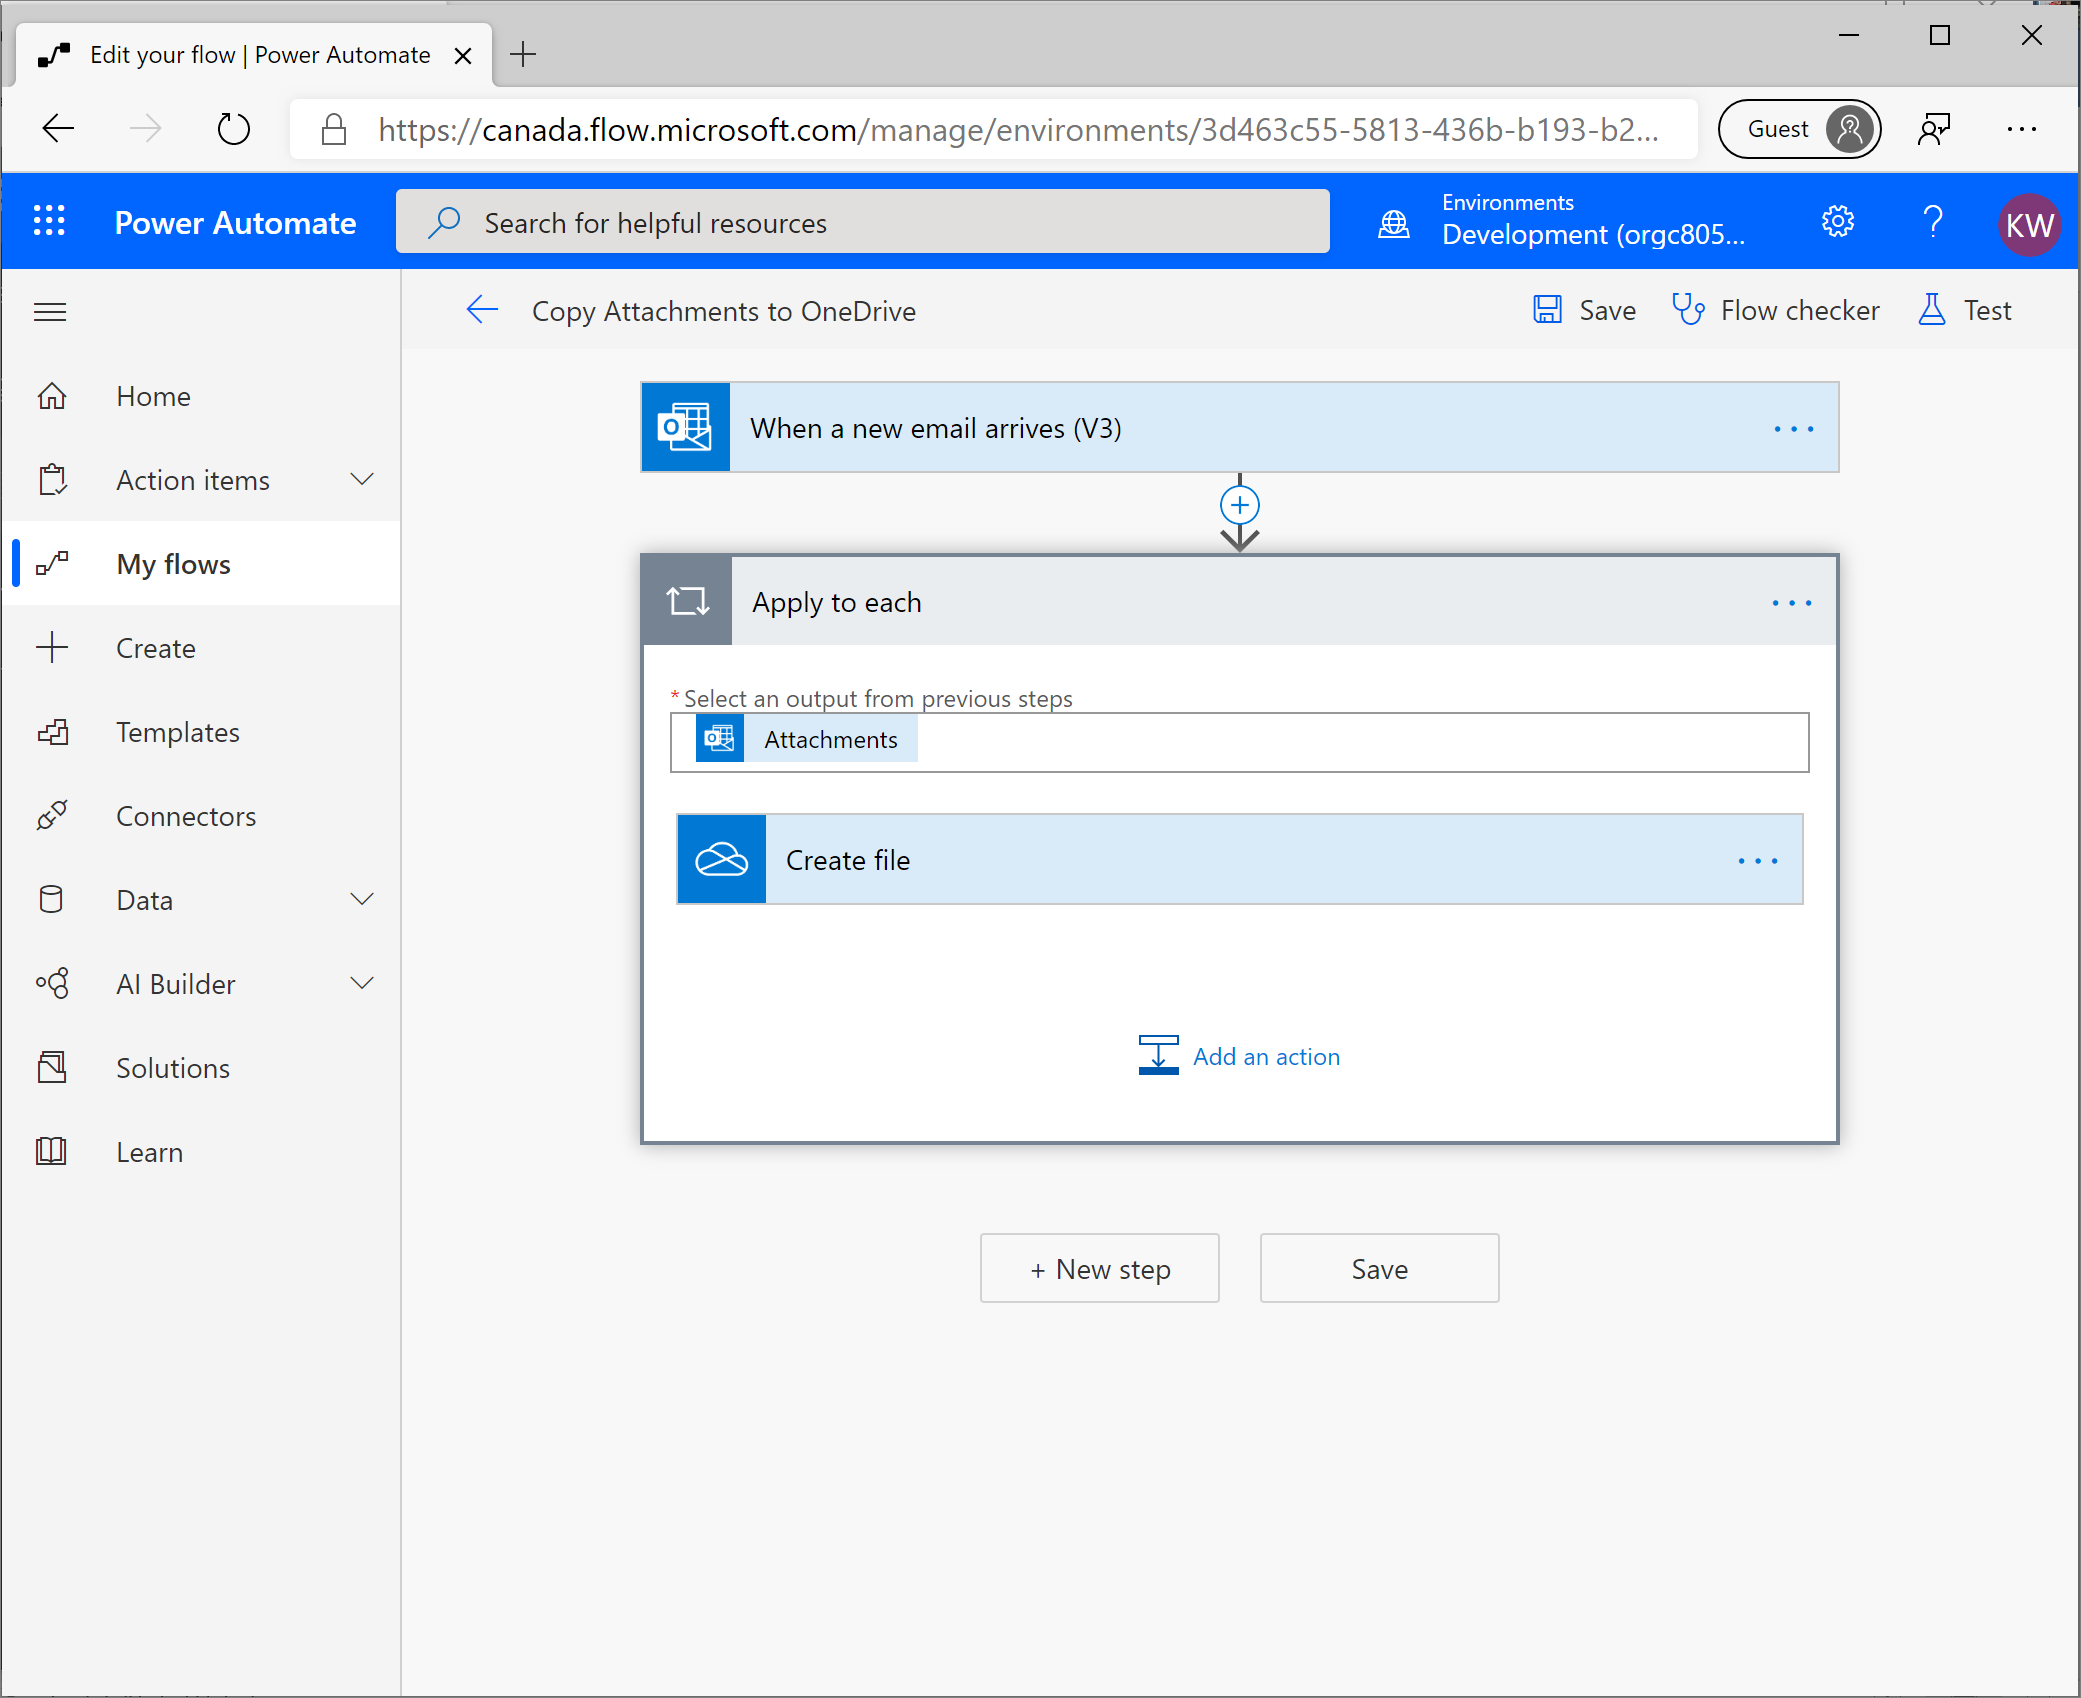 Edit your flow | Power Automate
https://canada.flow.microsoft.com/manage/environments/3d463c55-5813-436b-b193-b2...
Guest
Power Automate
Search for helpful resources
Environments
Development (orgc805...
KW
Copy Attachments to OneDrive
Save
Flow checker
Test
Home
Action items
My flows
Create
Templates
Connectors
Data
AI Builder
Solutions
Learn
When a new email arrives (V3)
Apply to each
* Select an output from previous steps
Attachments
Create file
Add an action
+ New step
Save